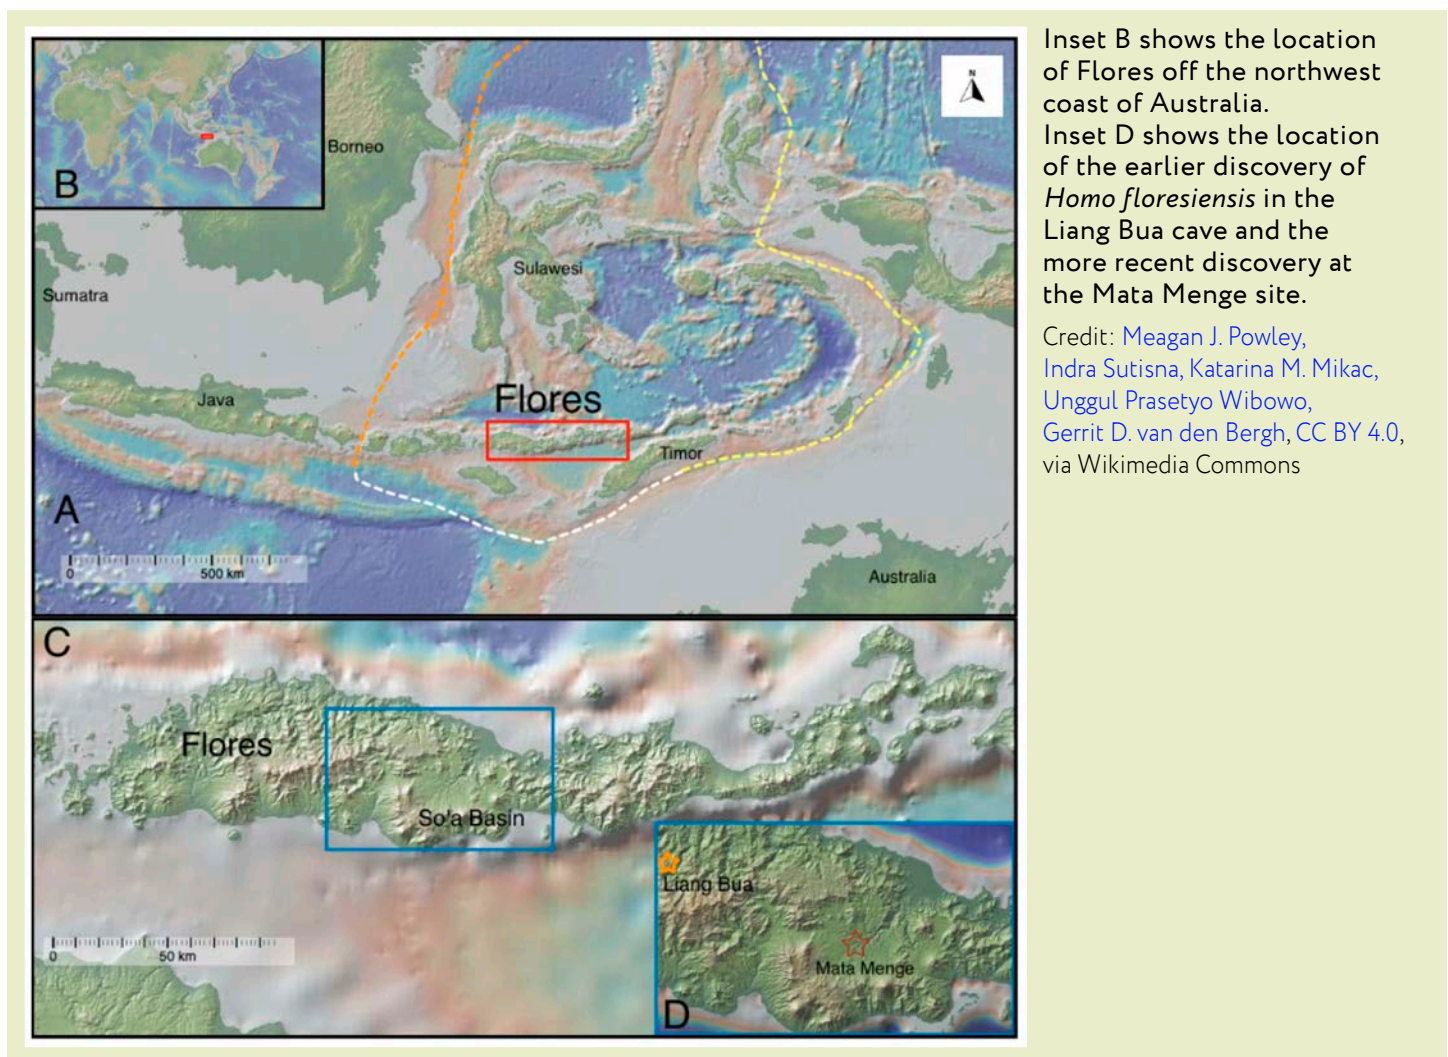 B
Borneo
N
Sumatra
Sulawesi
Java
Flores
Timor
A
0
500 km
Australia
C
Flores
So'a Basin
0
50 km
Liang Bua
Mata Menge
D
Inset B shows the location
of Flores off the northwest
coast of Australia.
Inset D shows the location
of the earlier discovery of
Homo floresiensis in the
Liang Bua cave and the
more recent discovery at
the Mata Menge site.
Credit: Meagan J. Powley,
Indra Sutisna, Katarina M. Mikac,
Unggul Prasetyo Wibowo,
Gerrit D. van den Bergh, CC BY 4.0,
via Wikimedia Commons